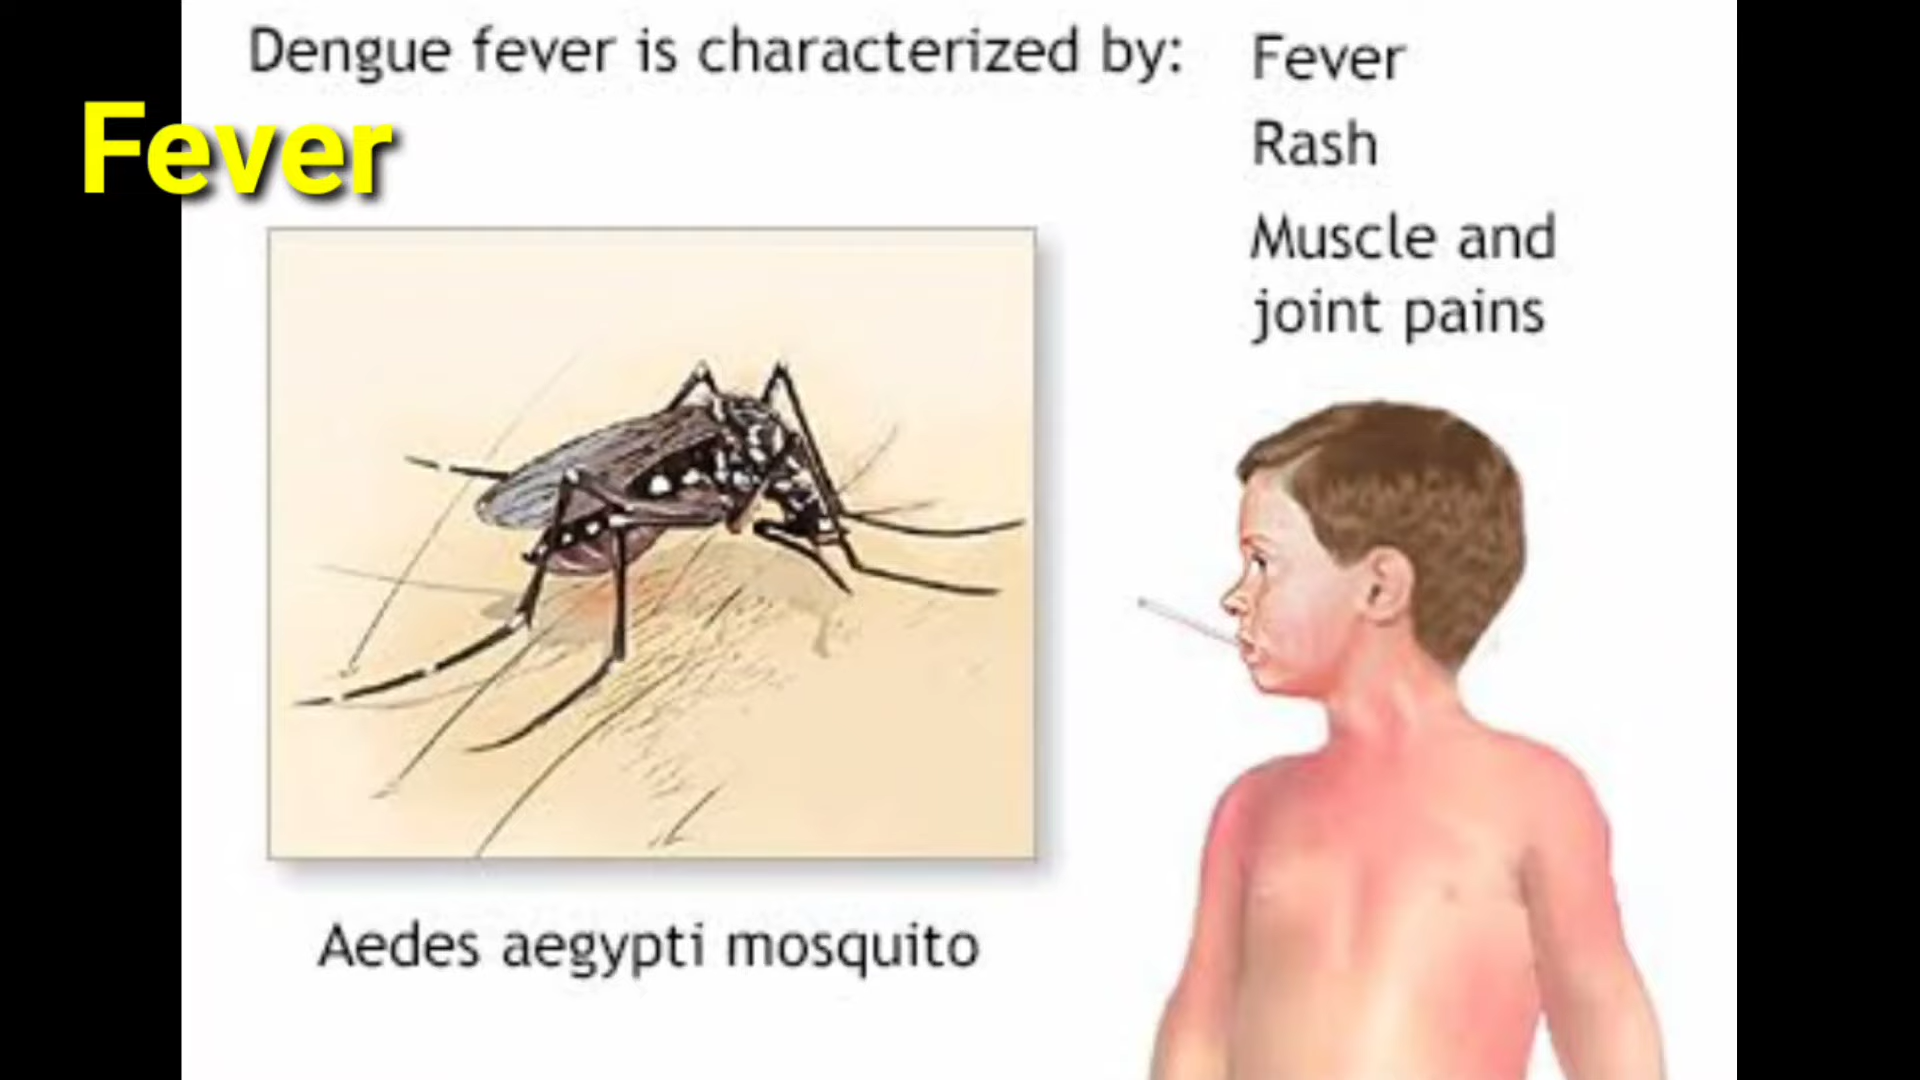 Dengue fever is characterized by:
Fever
Rash
Muscle and
joint pains
Fever
Aedes aegypti mosquito